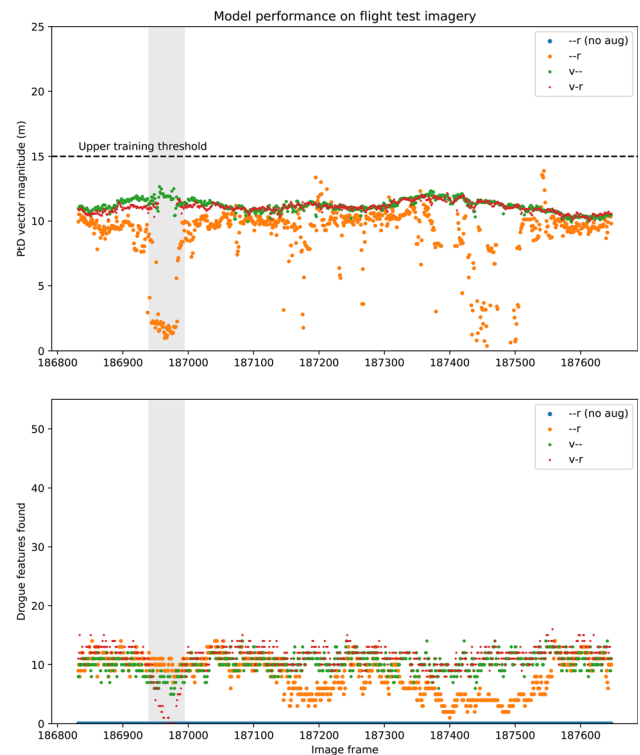 Model performance on flight test imagery
25
20
15
10
5
0
PtD vector magnitude (m)
Upper training threshold
--r (no aug)
--r
v--
v-r
186800 186900 187000 187100 187200 187300 187400 187500 187600
50
40
30
20
10
0
Drogue features found
--r (no aug)
--r
v--
v-r
186800 186900 187000 187100 187200 187300 187400 187500 187600
Image frame